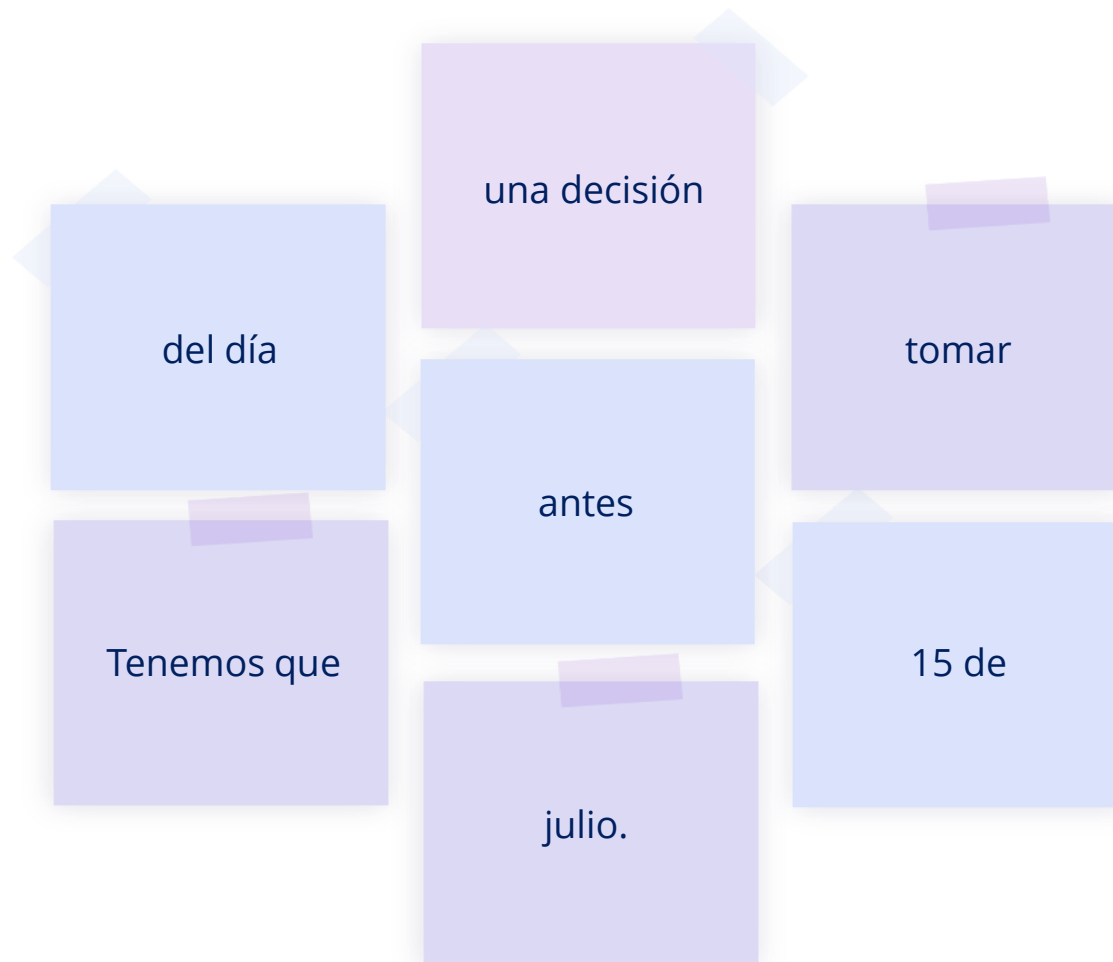 una decisión
del día
tomar
antes
Tenemos que
15 de
julio.